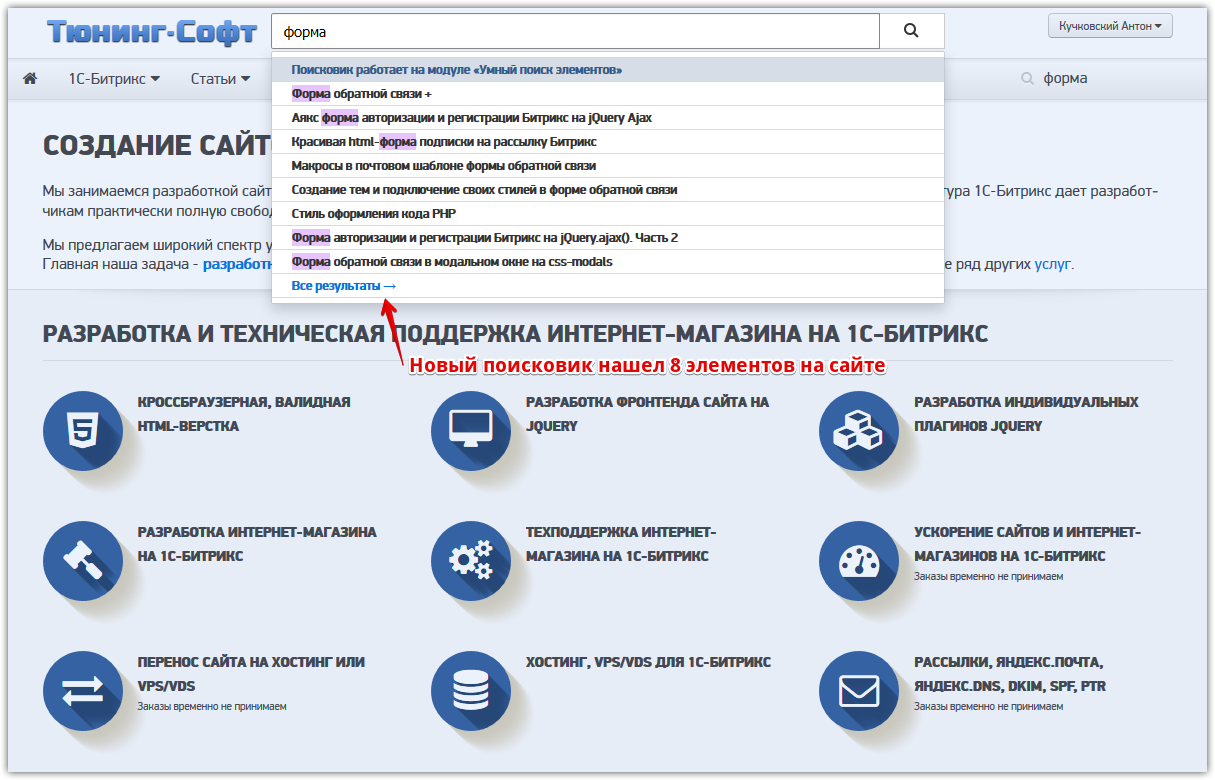 Тюнинг-Софт
форма
Кучковский Антон
1С-Битрикс
Статьи
форма
Поисковик работает на модуле «Умный поиск элементов»
Форма обратной связи +
Аякс форма авторизации и регистрации Битрикс на jQuery Ajax
Красивая html-форма подписки на рассылку Битрикс
Макросы в почтовом шаблоне формы обратной связи
Создание тем и подключение своих стилей в форме обратной связи
Стиль оформления кода PHP
Форма авторизации и регистрации Битрикс на jQuery.ajax(). Часть 2
Форма обратной связи в модальном окне на css-modals
Все результаты →
СОЗДАНИЕ САЙТ
Мы занимаемся разработкой сайт
тура 1С-Битрикс дает разработ-
чикам практически полную свобод
Мы предлагаем широкий спектр у
Главная наша задача - разработк
е ряд других услуг.
РАЗРАБОТКА И ТЕХНИЧЕСКАЯ ПОДДЕРЖКА ИНТЕРНЕТ-МАГАЗИНА НА 1С-БИТРИКС
Новый поисковик нашел 8 элементов на сайте
КРОССБРАУЗЕРНАЯ, ВАЛИДНАЯ
HTML-ВЕРСТКА
РАЗРАБОТКА ФРОНТЕНДА САЙТА НА
JQUERY
РАЗРАБОТКА ИНДИВИДУАЛЬНЫХ
ПЛАГИНОВ JQUERY
РАЗРАБОТКА ИНТЕРНЕТ-МАГАЗИНА
НА 1С-БИТРИКС
ТЕХПОДДЕРЖКА ИНТЕРНЕТ-
МАГАЗИНА НА 1С-БИТРИКС
УСКОРЕНИЕ САЙТОВ И ИНТЕРНЕТ-
МАГАЗИНОВ НА 1С-БИТРИКС
Заказы временно не принимаем
ПЕРЕНОС САЙТА НА ХОСТИНГ ИЛИ
VPS/VDS
Заказы временно не принимаем
ХОСТИНГ, VPS/VDS ДЛЯ 1С-БИТРИКС
РАССЫЛКИ, ЯНДЕКС.ПОЧТА,
ЯНДЕКС.DNS, DKIM, SPF, PTR
Заказы временно не принимаем